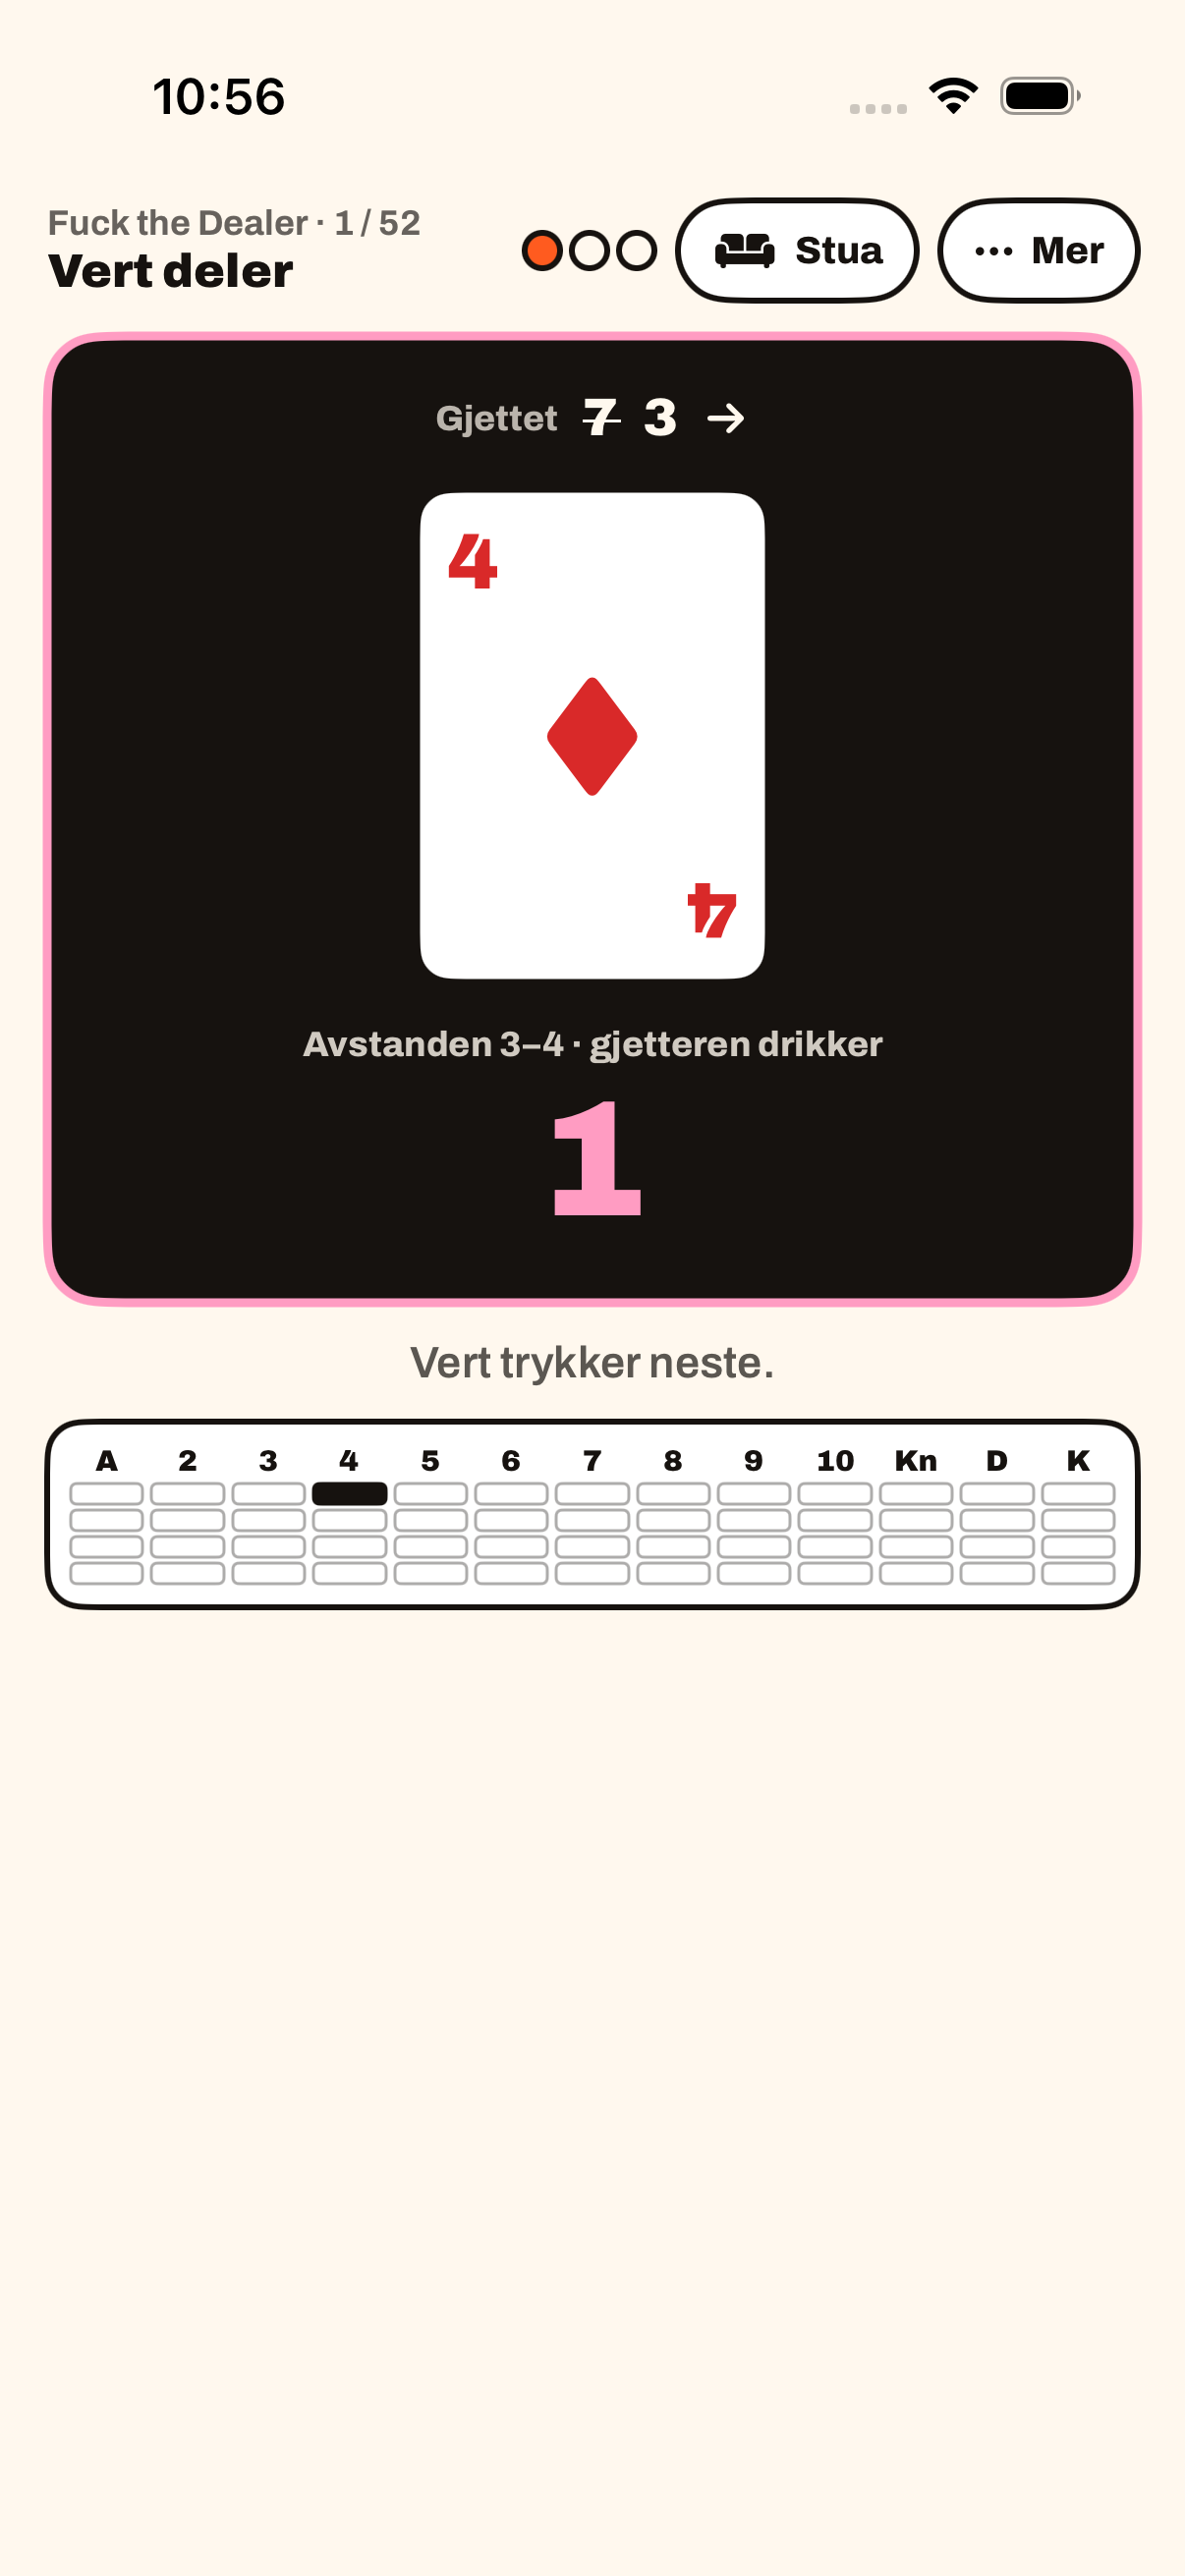 10:56
Fuck the Dealer · 1 / 52
Vert deler
Stua
Mer
Gjettet 7 3 →
4
4
Avstanden 3–4 · gjetteren drikker
1
Vert trykker neste.
A 2 3 4 5 6 7 8 9 10 Kn D K